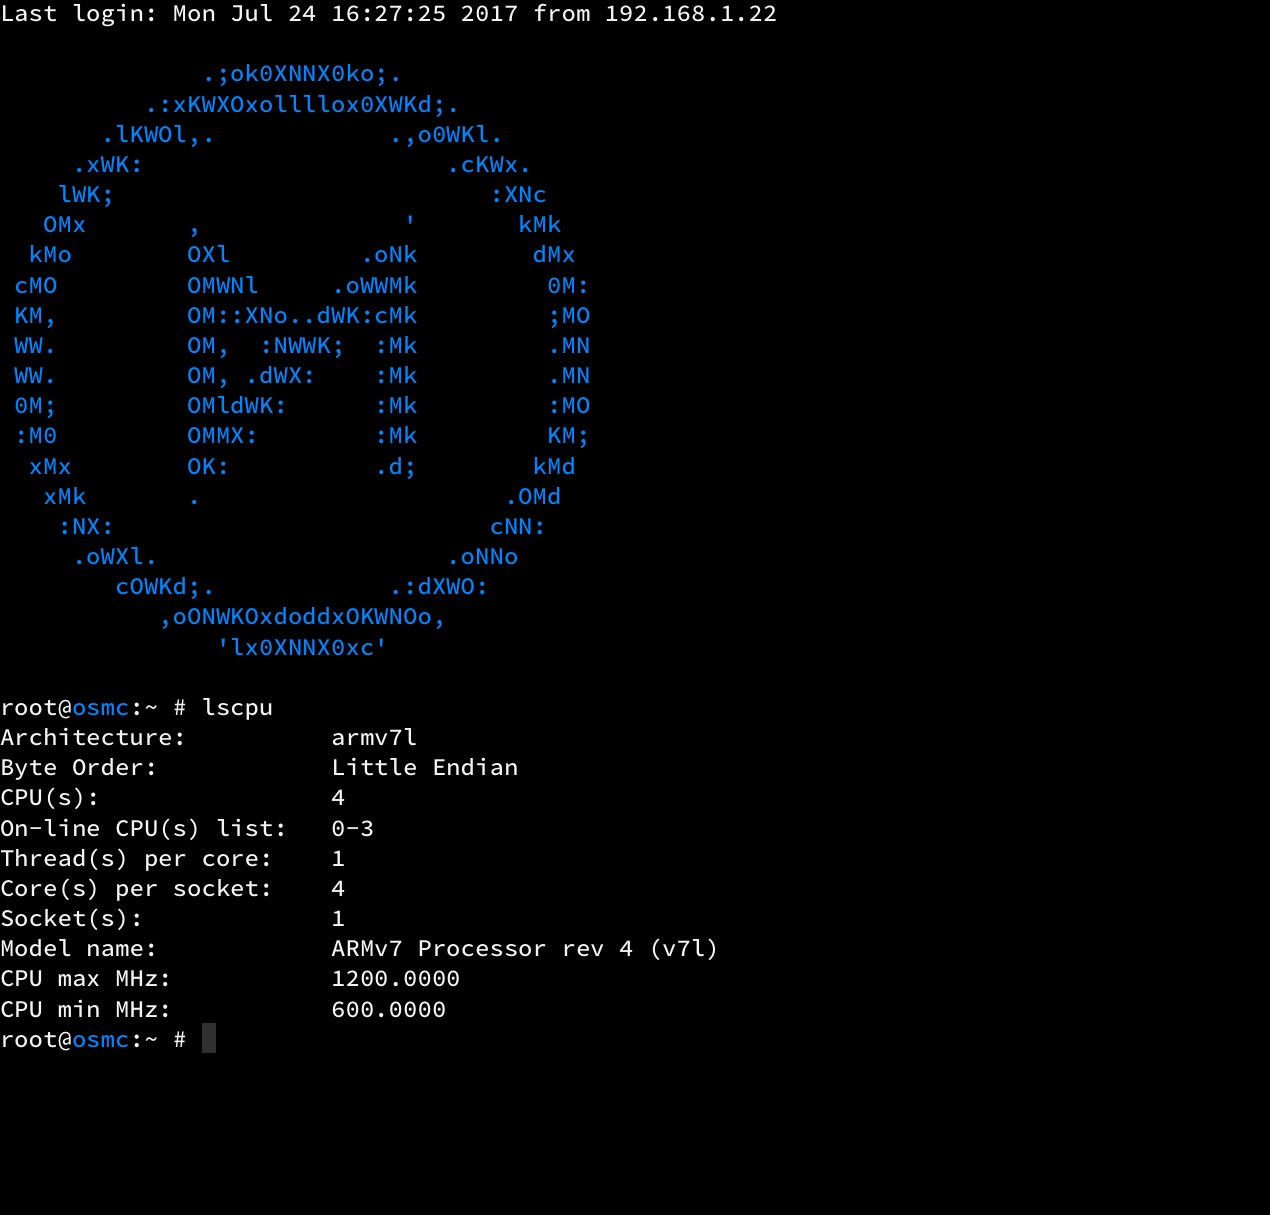 Last login: Mon Jul 24 16:27:25 2017 from 192.168.1.22
              .;ok0XNNX0ko;.
          .:xKWXOxolllllox0XWKd;.
       .lKWOl,.            .,o0WKl.
     .xWK:                     .cKWx.
    lWK;                          :XNc
   OMx       ,              '       kMk
  kMo        OXl         .oNk        dMx
 cMO         OMWNl     .oWWMk         0M:
 KM,         OM::XNo..dWK:cMk         ;MO
 WW.         OM,  :NWWK;  :Mk         .MN
 WW.         OM, .dWX:    :Mk         .MN
 0M;         OMldWK:      :Mk         :MO
 :M0         OMMX:        :Mk         KM;
  xMx        OK:          .d;        kMd
   xMk       .                     .OMd
    :NX:                          cNN:
     .oWXl.                    .oNNo
        cOWKd;.            .:dXWO:
           ,oONWKOxdoddxOKWNOo,
               'lx0XNNX0xc'
root@osmc:~ # lscpu
Architecture:          armv7l
Byte Order:            Little Endian
CPU(s):                4
On-line CPU(s) list:   0-3
Thread(s) per core:    1
Core(s) per socket:    4
Socket(s):             1
Model name:            ARMv7 Processor rev 4 (v7l)
CPU max MHz:           1200.0000
CPU min MHz:           600.0000
root@osmc:~ #